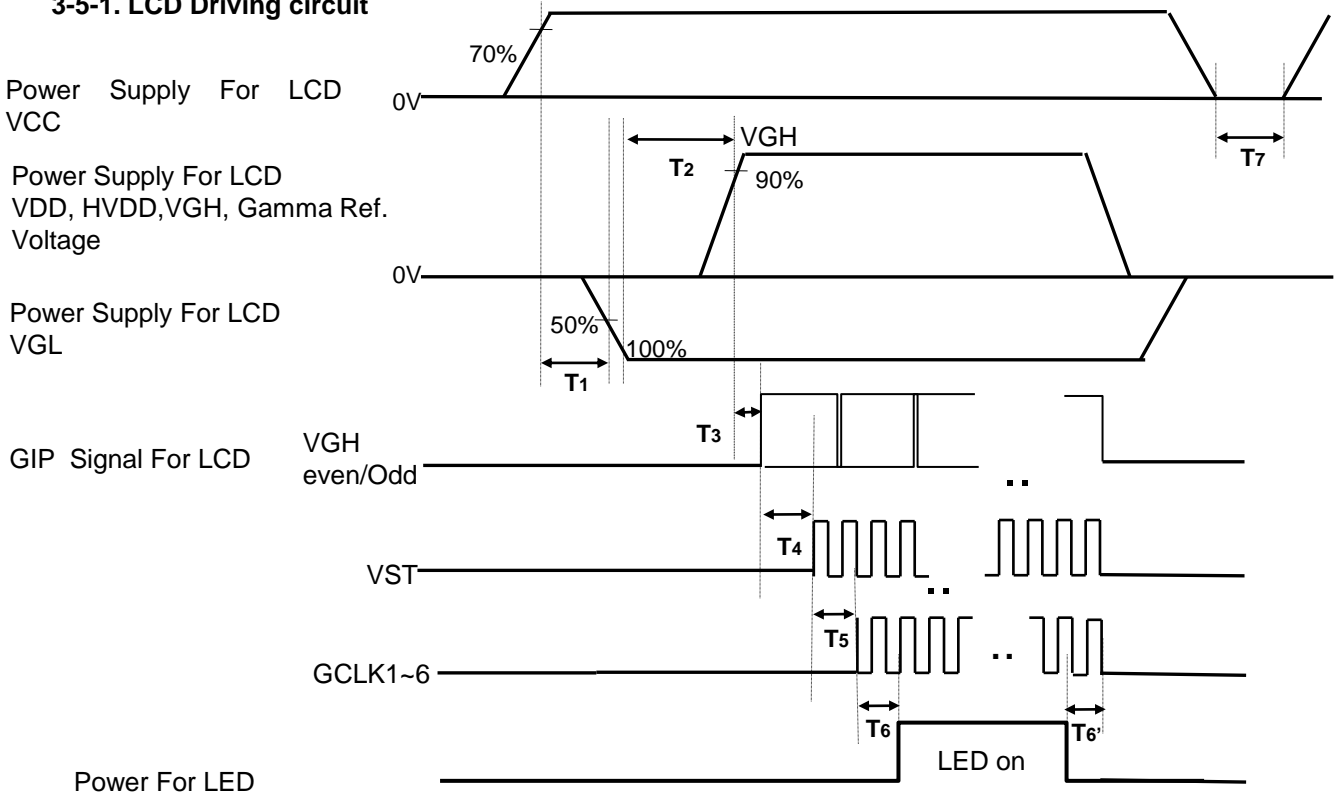 3-5-1. LCD Driving circuit
70%
Power Supply For LCD
VCC
0V
T7
VGH
T2
90%
Power Supply For LCD
VDD, HVDD,VGH, Gamma Ref.
Voltage
0V
Power Supply For LCD
VGL
50%
100%
T1
T3
GIP Signal For LCD
VGH
even/Odd
..
T4
VST
..
T5
GCLK1~6
..
T6
T6’
LED on
Power For LED